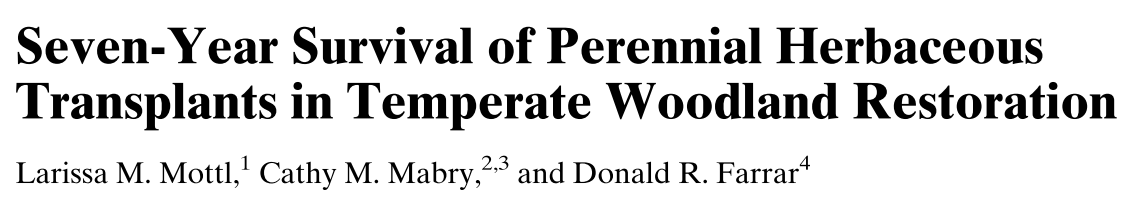 Seven-Year Survival of Perennial Herbaceous
Transplants in Temperate Woodland Restoration
Larissa M. Mottl,1 Cathy M. Mabry,2,3 and Donald R. Farrar4